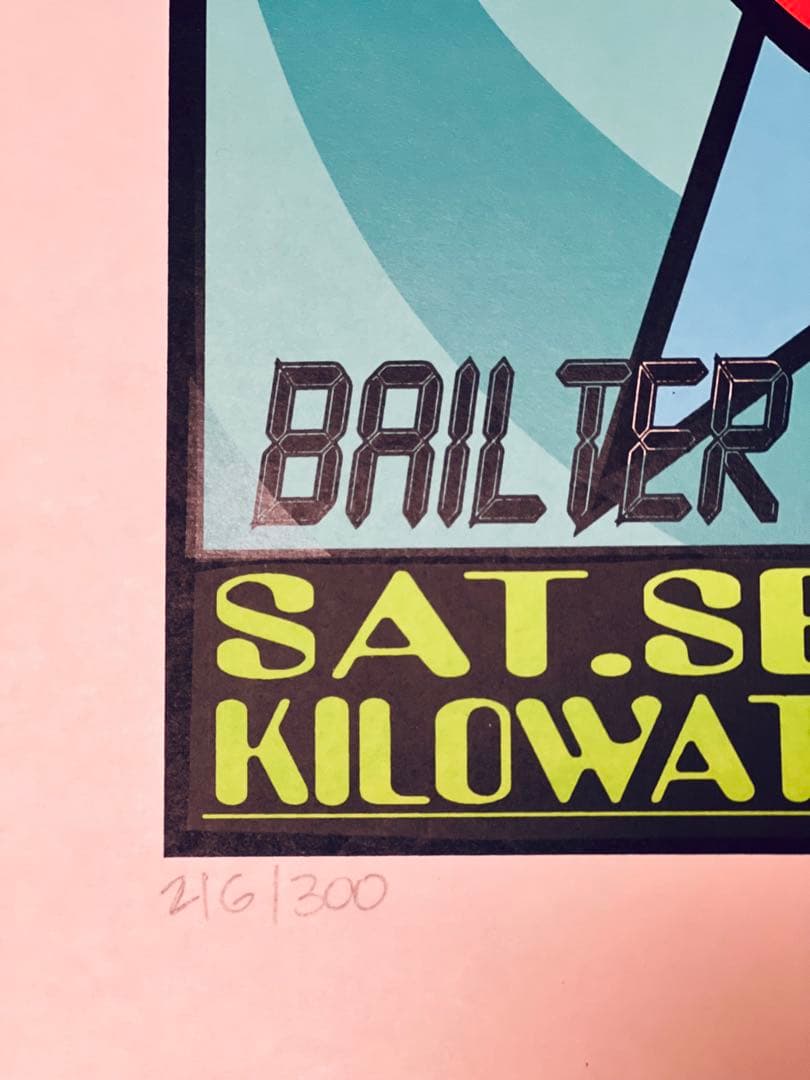 BAILTER
SAT.SE
KILOWAT
216/300